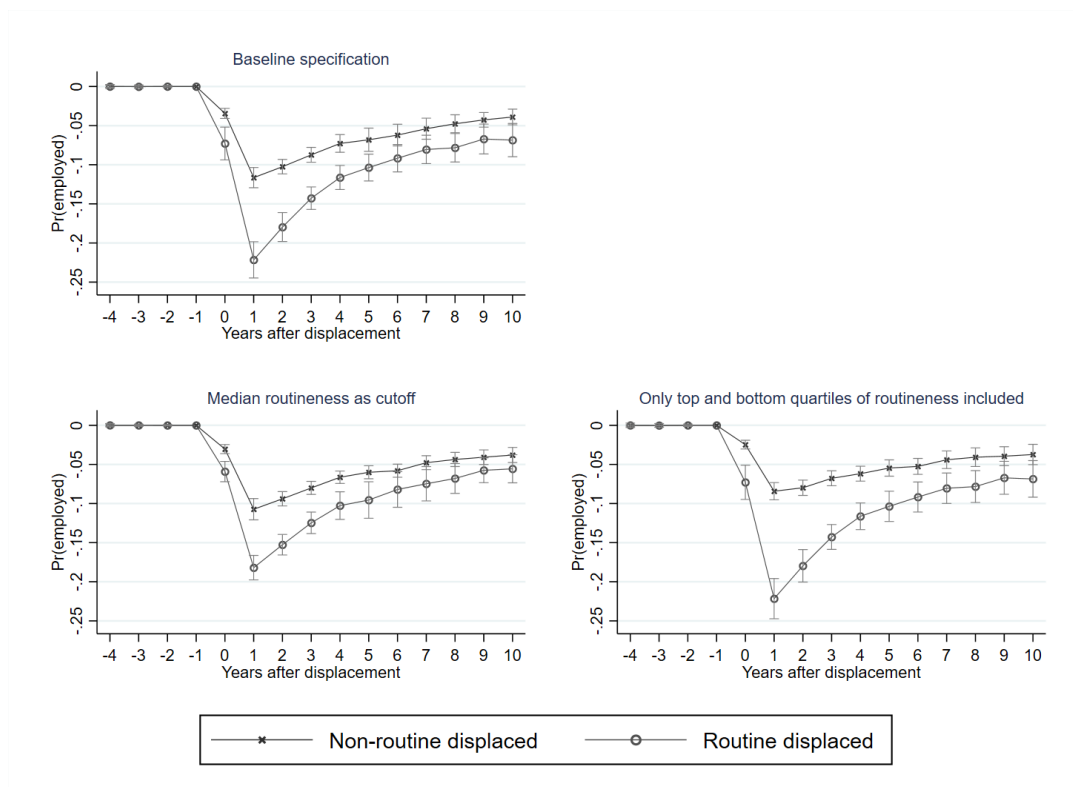 Baseline specification
Pr(employed)
0
-.05
-.1
-.15
-.2
-.25
-4 -3 -2 -1 0 1 2 3 4 5 6 7 8 9 10
Years after displacement
Median routineness as cutoff
Pr(employed)
0
-.05
-.1
-.15
-.2
-.25
-4 -3 -2 -1 0 1 2 3 4 5 6 7 8 9 10
Years after displacement
Only top and bottom quartiles of routineness included
Pr(employed)
0
-.05
-.1
-.15
-.2
-.25
-4 -3 -2 -1 0 1 2 3 4 5 6 7 8 9 10
Years after displacement
Non-routine displaced
Routine displaced